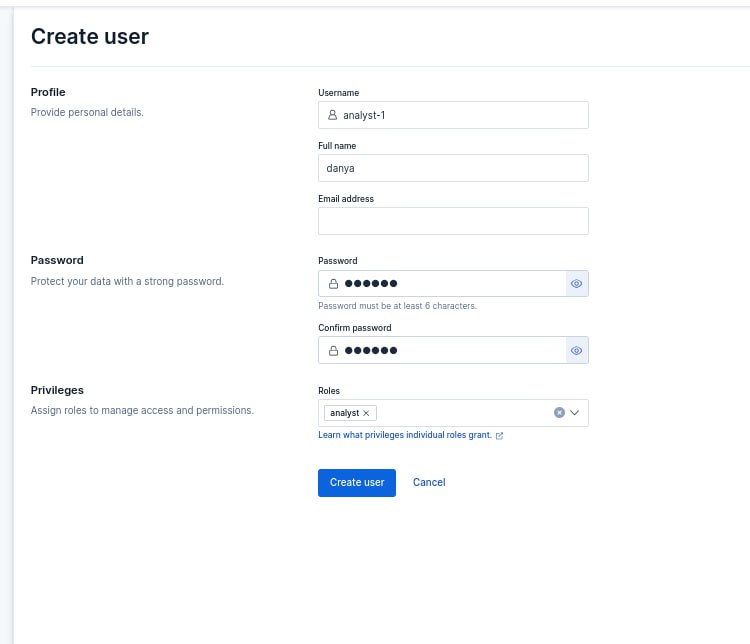 Create user
Profile
Provide personal details.
Username
analyst-1
Full name
danya
Email address
Password
Protect your data with a strong password.
Password
●●●●●●
Password must be at least 6 characters.
Confirm password
●●●●●●
Privileges
Assign roles to manage access and permissions.
Roles
analyst
Learn what privileges individual roles grant.
Create user Cancel